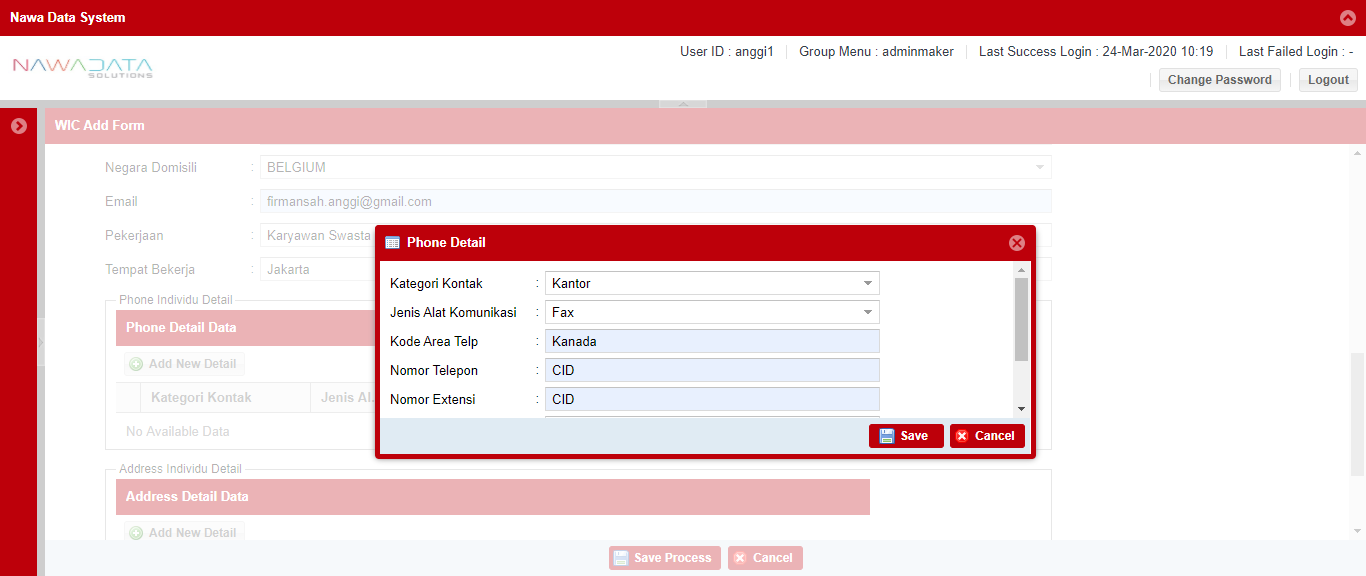 Nawa Data System
User ID : anggi1 Group Menu : adminmaker Last Success Login : 24-Mar-2020 10:19 Last Failed Login : -
NAWADATA
SOLUTIONS
Change Password Logout
WIC Add Form
Negara Domisili : BELGIUM
Email : firmansah.anggi@gmail.com
Pekerjaan : Karyawan Swasta
Tempat Bekerja : Jakarta
Phone Individu Detail
Phone Detail Data
Add New Detail
Kategori Kontak Jenis Al.
No Available Data
Phone Detail
Kategori Kontak : Kantor
Jenis Alat Komunikasi : Fax
Kode Area Telp : Kanada
Nomor Telepon : CID
Nomor Extensi : CID
Save Cancel
Address Individu Detail
Address Detail Data
Add New Detail
Save Process Cancel